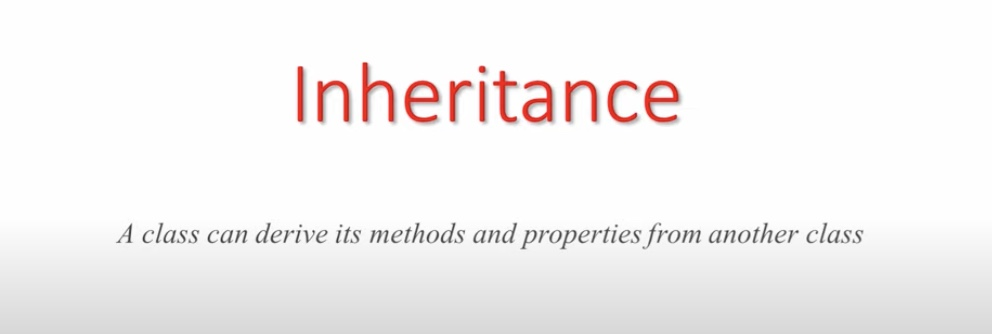 Inheritance
A class can derive its methods and properties from another class